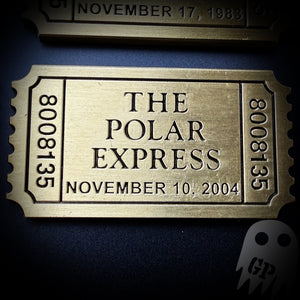 NOVEMBER 17, 1983
8008135
THE
POLAR
EXPRESS
NOVEMBER 10, 2004
8008135
GP